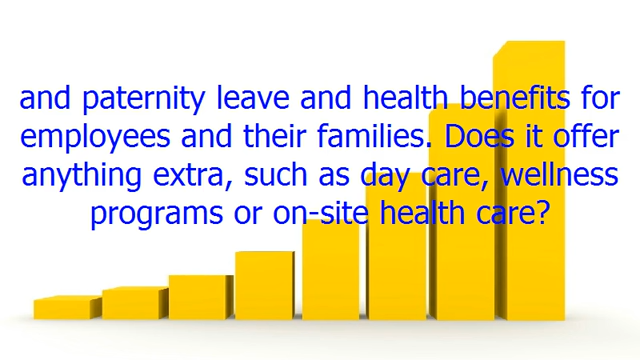 and paternity leave and health benefits for
employees and their families. Does it offer
anything extra, such as day care, wellness
programs or on-site health care?